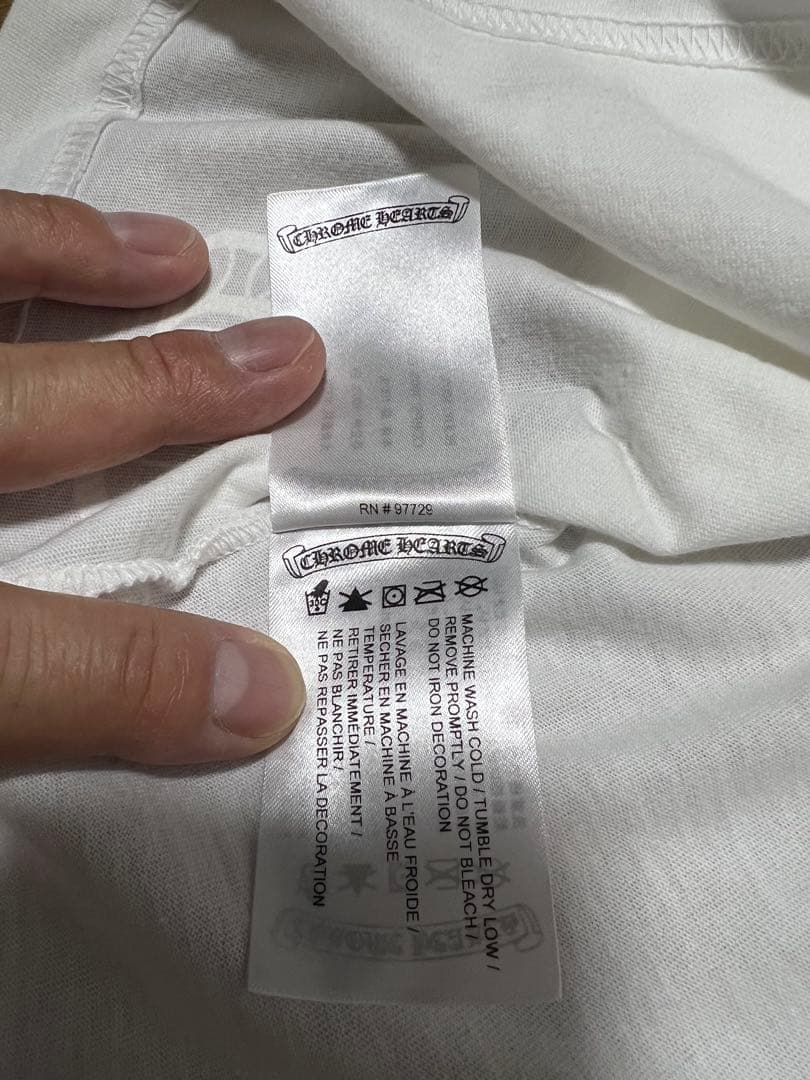 CHROME HEARTS
RN # 97729
CHROME HEARTS
30C
MACHINE WASH COLD / TUMBLE DRY LOW /
REMOVE PROMPTLY / DO NOT BLEACH /
DO NOT IRON DECORATION
LAVAGE EN MACHINE À L'EAU FROIDE /
SECHER EN MACHINE À BASSE
TEMPERATURE /
RETIRER IMMÉDIATEMENT /
NE PAS BLANCHIR /
NE PAS REPASSER LA DECORATION